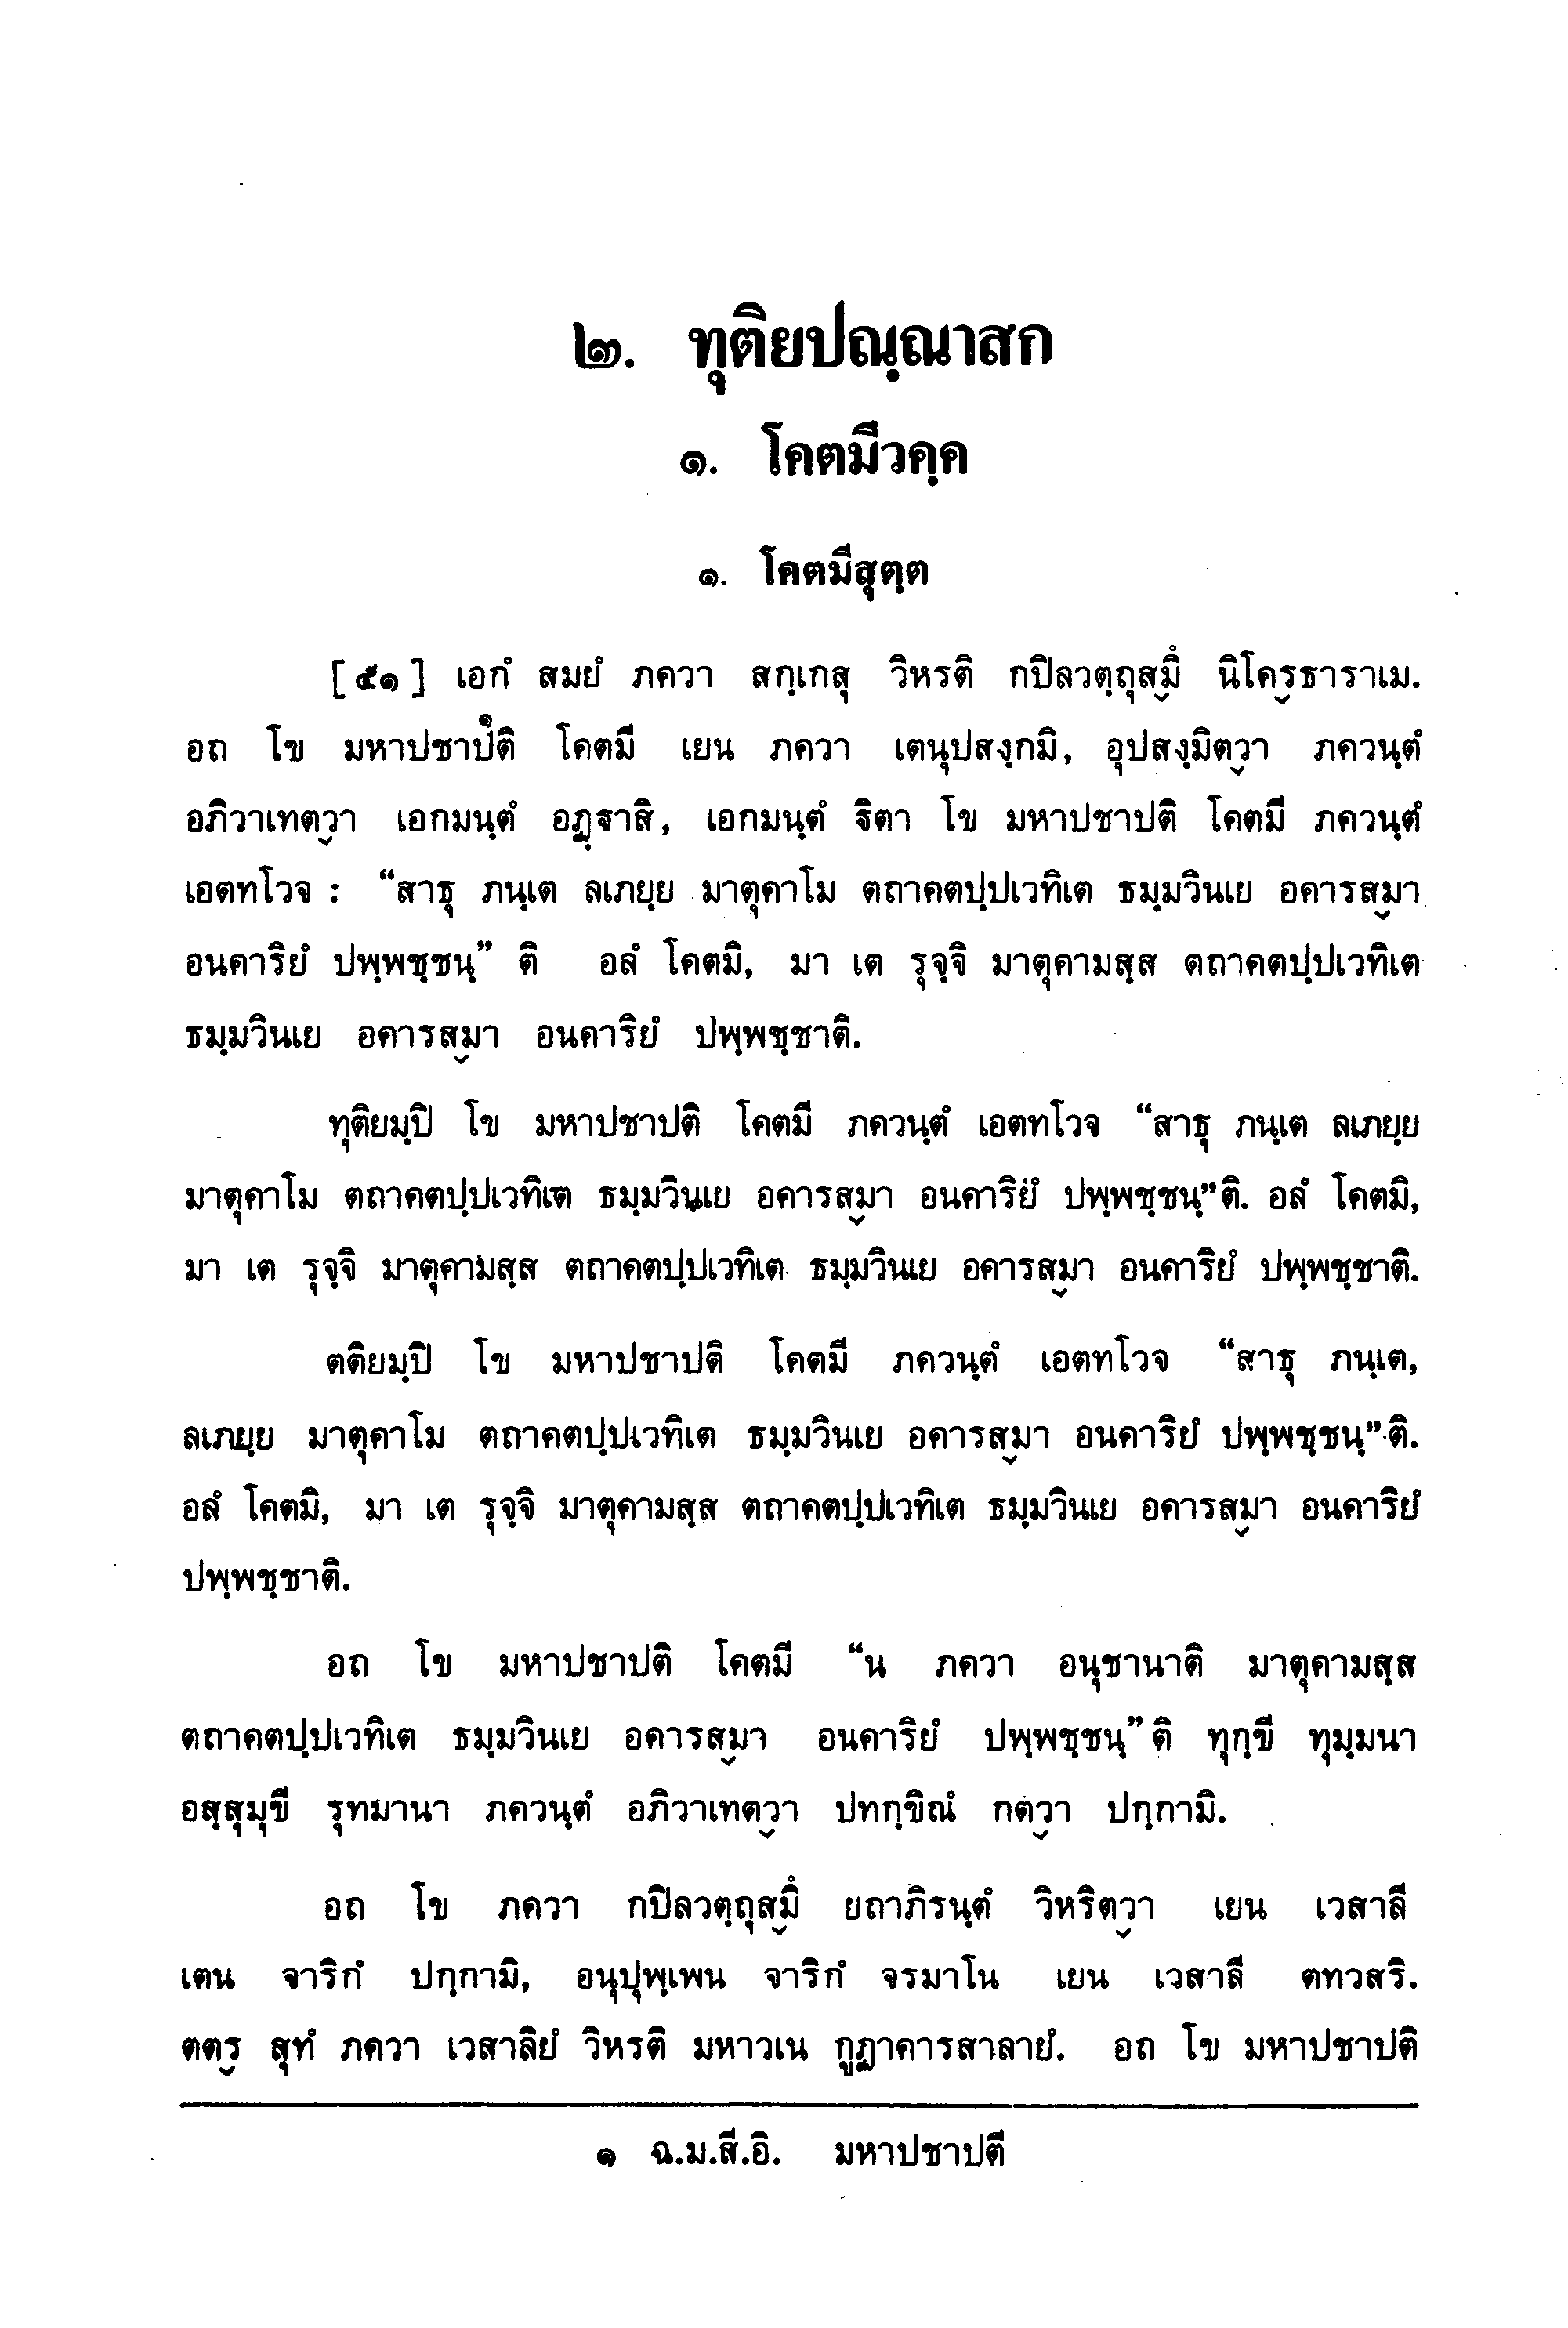 ๒. ทุติยปณฺณาสก
๑. โคตมีวคฺค
๑. โคตมีสุตฺต
[๕๑] เอกํ สมยํ ภควา สกฺเกสุ วิหรติ กปิลวตฺถุสฺมิํ นิโคฺรธาราเม.
อถ โข มหาปชาปติ๑ โคตมี เยน ภควา เตนุปสงฺกมิ, อุปสงฺมิตฺวา ภควนฺตํ
อภิวาเทตฺวา เอกมนฺตํ อฏฺฐาสิ, เอกมนฺตํ ฐิตา โข มหาปชาปติ โคตมี ภควนฺตํ
เอตทโวจ : “สาธุ ภนฺเต ลเภยฺย มาตุคาโม ตถาคตปฺปเวทิเต ธมฺมวินเย อคารสฺมา
อนคาริยํ ปพฺพชฺชนฺ” ติ อลํ โคตมิ, มา เต รุจฺจิ มาตุคามสฺส ตถาคตปฺปเวทิเต
ธมฺมวินเย อคารสฺมา อนคาริยํ ปพฺพชฺชาติ.
ทุติยมฺปิ โข มหาปชาปติ โคตมี ภควนฺตํ เอตทโวจ “สาธุ ภนฺเต ลเภยฺย
มาตุคาโม ตถาคตปฺปเวทิเต ธมฺมวินเย อคารสฺมา อนคาริยํ ปพฺพชฺชนฺ”ติ. อลํ โคตมิ,
มา เต รุจฺจิ มาตุคามสฺส ตถาคตปฺปเวทิเต ธมฺมวินเย อคารสฺมา อนคาริยํ ปพฺพชฺชาติ.
ตติยมฺปิ โข มหาปชาปติ โคตมี ภควนฺตํ เอตทโวจ “สาธุ ภนฺเต,
ลเภยฺย มาตุคาโม ตถาคตปฺปเวทิเต ธมฺมวินเย อคารสฺมา อนคาริยํ ปพฺพชฺชนฺ”ติ.
อลํ โคตมิ, มา เต รุจฺจิ มาตุคามสฺส ตถาคตปฺปเวทิเต ธมฺมวินเย อคารสฺมา อนคาริยํ
ปพฺพชฺชาติ.
อถ โข มหาปชาปติ โคตมี “น ภควา อนุชานาติ มาตุคามสฺส
ตถาคตปฺปเวทิเต ธมฺมวินเย อคารสฺมา อนคาริยํ ปพฺพชฺชนฺ”ติ ทุกฺขี ทุมฺมนา
อสฺสุมุขี รุทมานา ภควนฺตํ อภิวาเทตฺวา ปทกฺขิณํ กตฺวา ปกฺกามิ.
อถ โข ภควา กปิลวตฺถุสฺมิํ ยถาภิรนฺตํ วิหริตฺวา เยน เวสาลี
เตน จาริกํ ปกฺกามิ, อนุปุพฺเพน จาริกํ จรมาโน เยน เวสาลี ตทวสริ.
ตตฺร สุทํ ภควา เวสาลิยํ วิหรติ มหาวเน กูฏาคารสาลายํ. อถ โข มหาปชาปติ
๑ ฉ.ม.สี.อิ. มหาปชาปตี